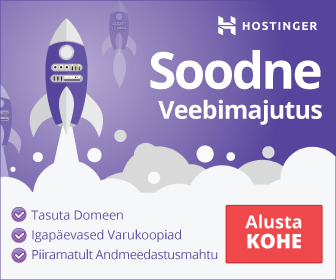 HOSTINGER
Soodne
Veebimajutus
Tasuta Domeen
Igapäevased Varukoopiad
Piiramatult Andmeedastusmahtu
Alusta
KOHE